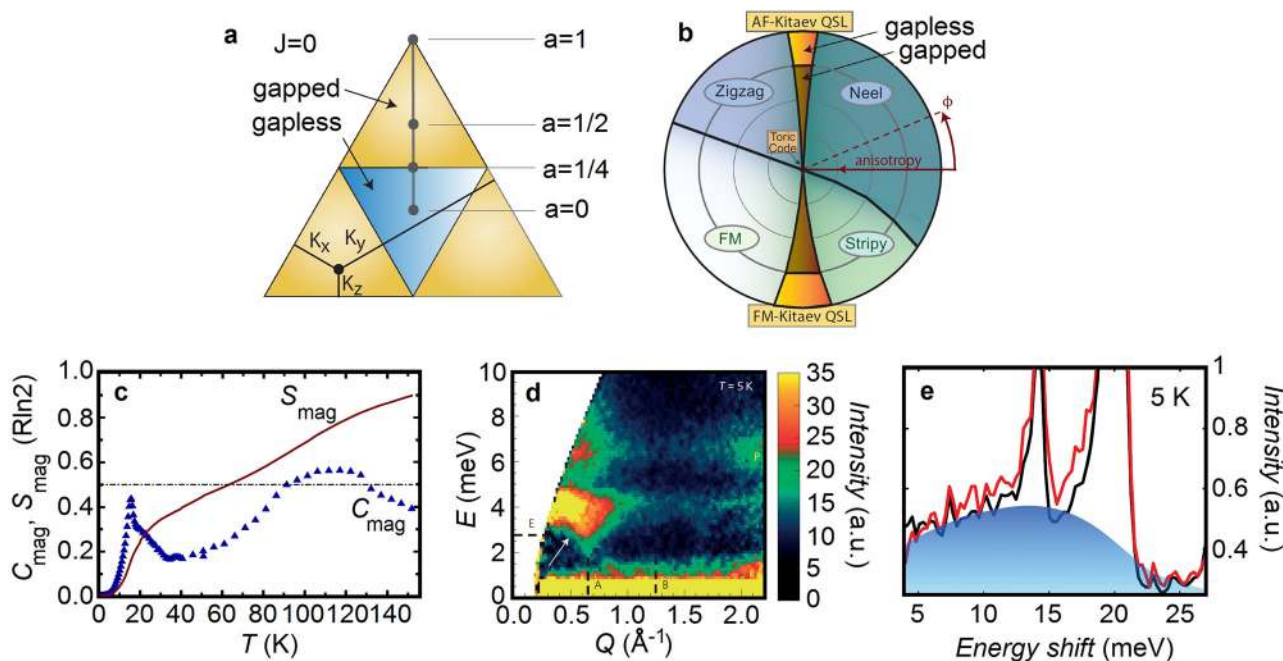 a
J=0
gapped
gapless
a=1
a=1/2
a=1/4
a=0
Kx
Ky
Kz
b
AF-Kitaev QSL
gapless
gapped
Zigzag
Neel
ϕ
Toric
Code
anisotropy
FM
Stripy
FM-Kitaev QSL
c
Smag
Cmag
Cmag, Smag (Rln2)
1.0
0.8
0.6
0.4
0.2
0.0
0 20 40 60 80 100 120 140
T (K)
d
T = 5 K
E (meV)
10
5
0
E
P
A
B
0.0 0.5 1.0 1.5 2.0
Q (Å-1)
35
30
25
20
15
10
5
0
Intensity (a.u.)
e
5 K
1
0.8
0.6
0.4
Intensity (a.u.)
5 10 15 20 25
Energy shift (meV)